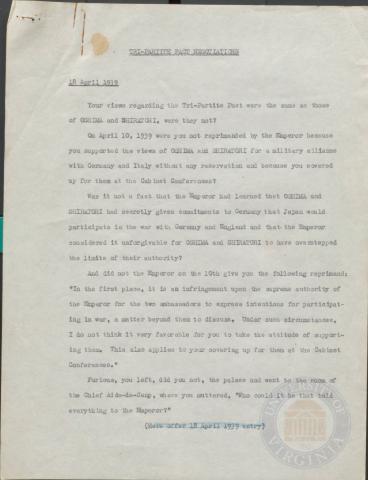 TRI-PARTITE PACT NEGOTIATIONS
18 April 1939
Your views regarding the Tri-Partite Pact were the same as those
of OSHIMA and SHIRATORI, were they not?
On April 10, 1939 were you not reprimanded by the Emperor because
you supported the views of OSHIMA and SHIRATORI for a military alliance
with Germany and Italy without any reservation and because you covered
up for them at the Cabinet Conferences?
Was it not a fact that the Emperor had learned that OSHIMA and
SHIRATORI had secretly given commitments to Germany that Japan would
participate in the war with Germany and England and that the Emperor
considered it unforgivable for OSHIMA and SHIRATORI to have overstepped
the limits of their authority?
And did not the Emperor on the 10th give you the following reprimand:
"In the first place, it is an infringement upon the supreme authority of
the Emperor for the two ambassadors to express intentions for participat-
ing in war, a matter beyond them to discuss. Under such circumstances,
I do not think it very favorable for you to take the attitude of support-
ing them. This also applies to your covering up for them at the Cabinet
Conferences."
Furious, you left, did you not, the palace and went to the room of
the Chief Aide-de-Camp, where you muttered, "Who could it be that told
everything to the Emperor?"
(Here offer 18 April 1939 entry)
UNIVERSITY OF VIRGINIA